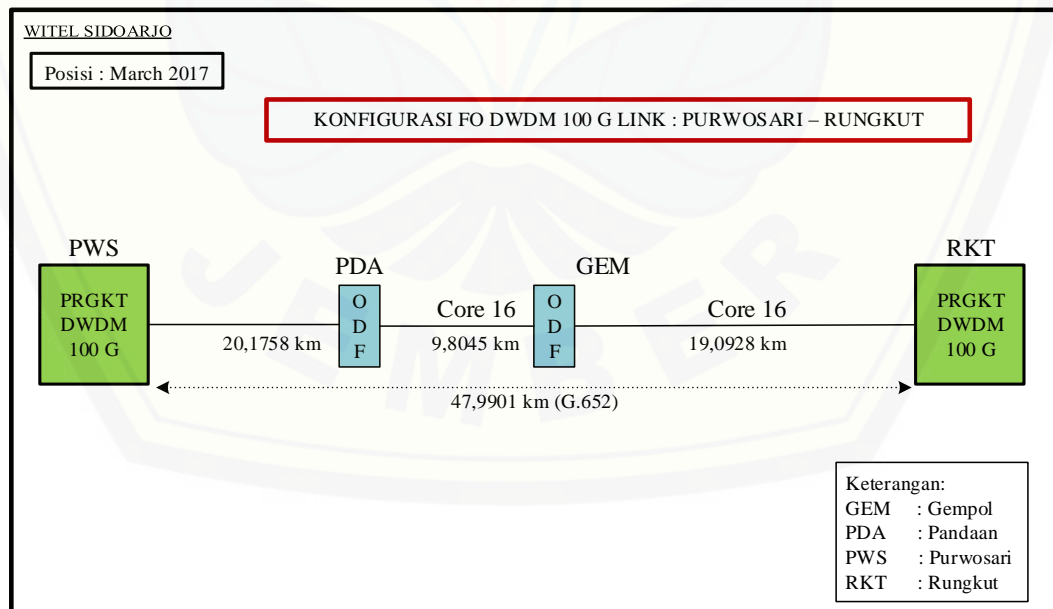 WITEL SIDOARJO
Posisi : March 2017
KONFIGURASI FO DWDM 100 G LINK : PURWOSARI – RUNGKUT
PWS
PDA
GEM
RKT
PRGKT
DWDM
100 G
O
D
F
Core 16
O
D
F
Core 16
PRGKT
DWDM
100 G
20,1758 km
9,8045 km
19,0928 km
47,9901 km (G.652)
JEMBER
Keterangan:
GEM : Gempol
PDA : Pandaan
PWS : Purwosari
RKT : Rungkut